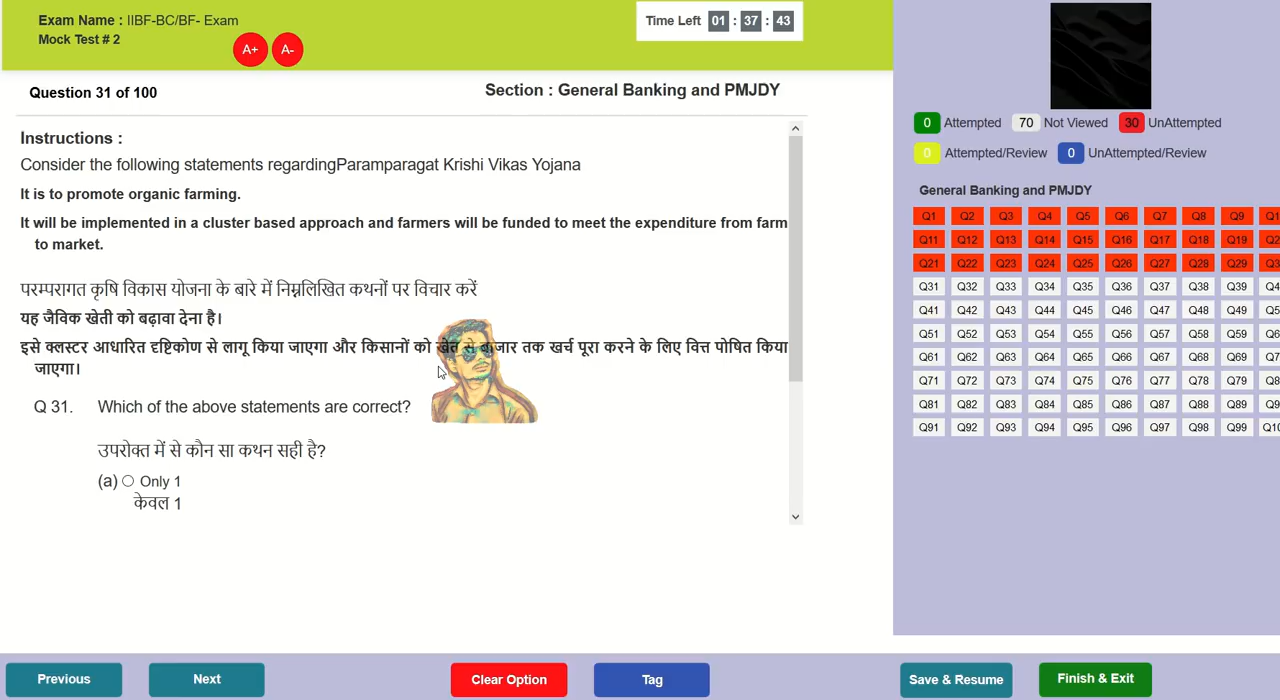 Exam Name : IIBF-BC/BF- Exam
Mock Test # 2
A+ A-
Time Left 01 : 37 : 43
Question 31 of 100
Section : General Banking and PMJDY
Instructions :
Consider the following statements regardingParamparagat Krishi Vikas Yojana
It is to promote organic farming.
It will be implemented in a cluster based approach and farmers will be funded to meet the expenditure from farm
to market.
परम्परागत कृषि विकास योजना के बारे में निम्नलिखित कथनों पर विचार करें
यह जैविक खेती को बढ़ावा देना है।
इसे क्लस्टर आधारित दृष्टिकोण से लागू किया जाएगा और किसानों को खेत से बाजार तक खर्च पूरा करने के लिए वित्त पोषित किया
जाएगा।
Q 31. Which of the above statements are correct?
उपरोक्त में से कौन सा कथन सही है?
(a) Only 1
केवल 1
0 Attempted 70 Not Viewed 30 UnAttempted
0 Attempted/Review 0 UnAttempted/Review
General Banking and PMJDY
Q1 Q2 Q3 Q4 Q5 Q6 Q7 Q8 Q9 Q1
Q11 Q12 Q13 Q14 Q15 Q16 Q17 Q18 Q19 Q2
Q21 Q22 Q23 Q24 Q25 Q26 Q27 Q28 Q29 Q3
Q31 Q32 Q33 Q34 Q35 Q36 Q37 Q38 Q39 Q4
Q41 Q42 Q43 Q44 Q45 Q46 Q47 Q48 Q49 Q5
Q51 Q52 Q53 Q54 Q55 Q56 Q57 Q58 Q59 Q6
Q61 Q62 Q63 Q64 Q65 Q66 Q67 Q68 Q69 Q7
Q71 Q72 Q73 Q74 Q75 Q76 Q77 Q78 Q79 Q8
Q81 Q82 Q83 Q84 Q85 Q86 Q87 Q88 Q89 Q9
Q91 Q92 Q93 Q94 Q95 Q96 Q97 Q98 Q99 Q10
Previous Next Clear Option Tag Save & Resume Finish & Exit